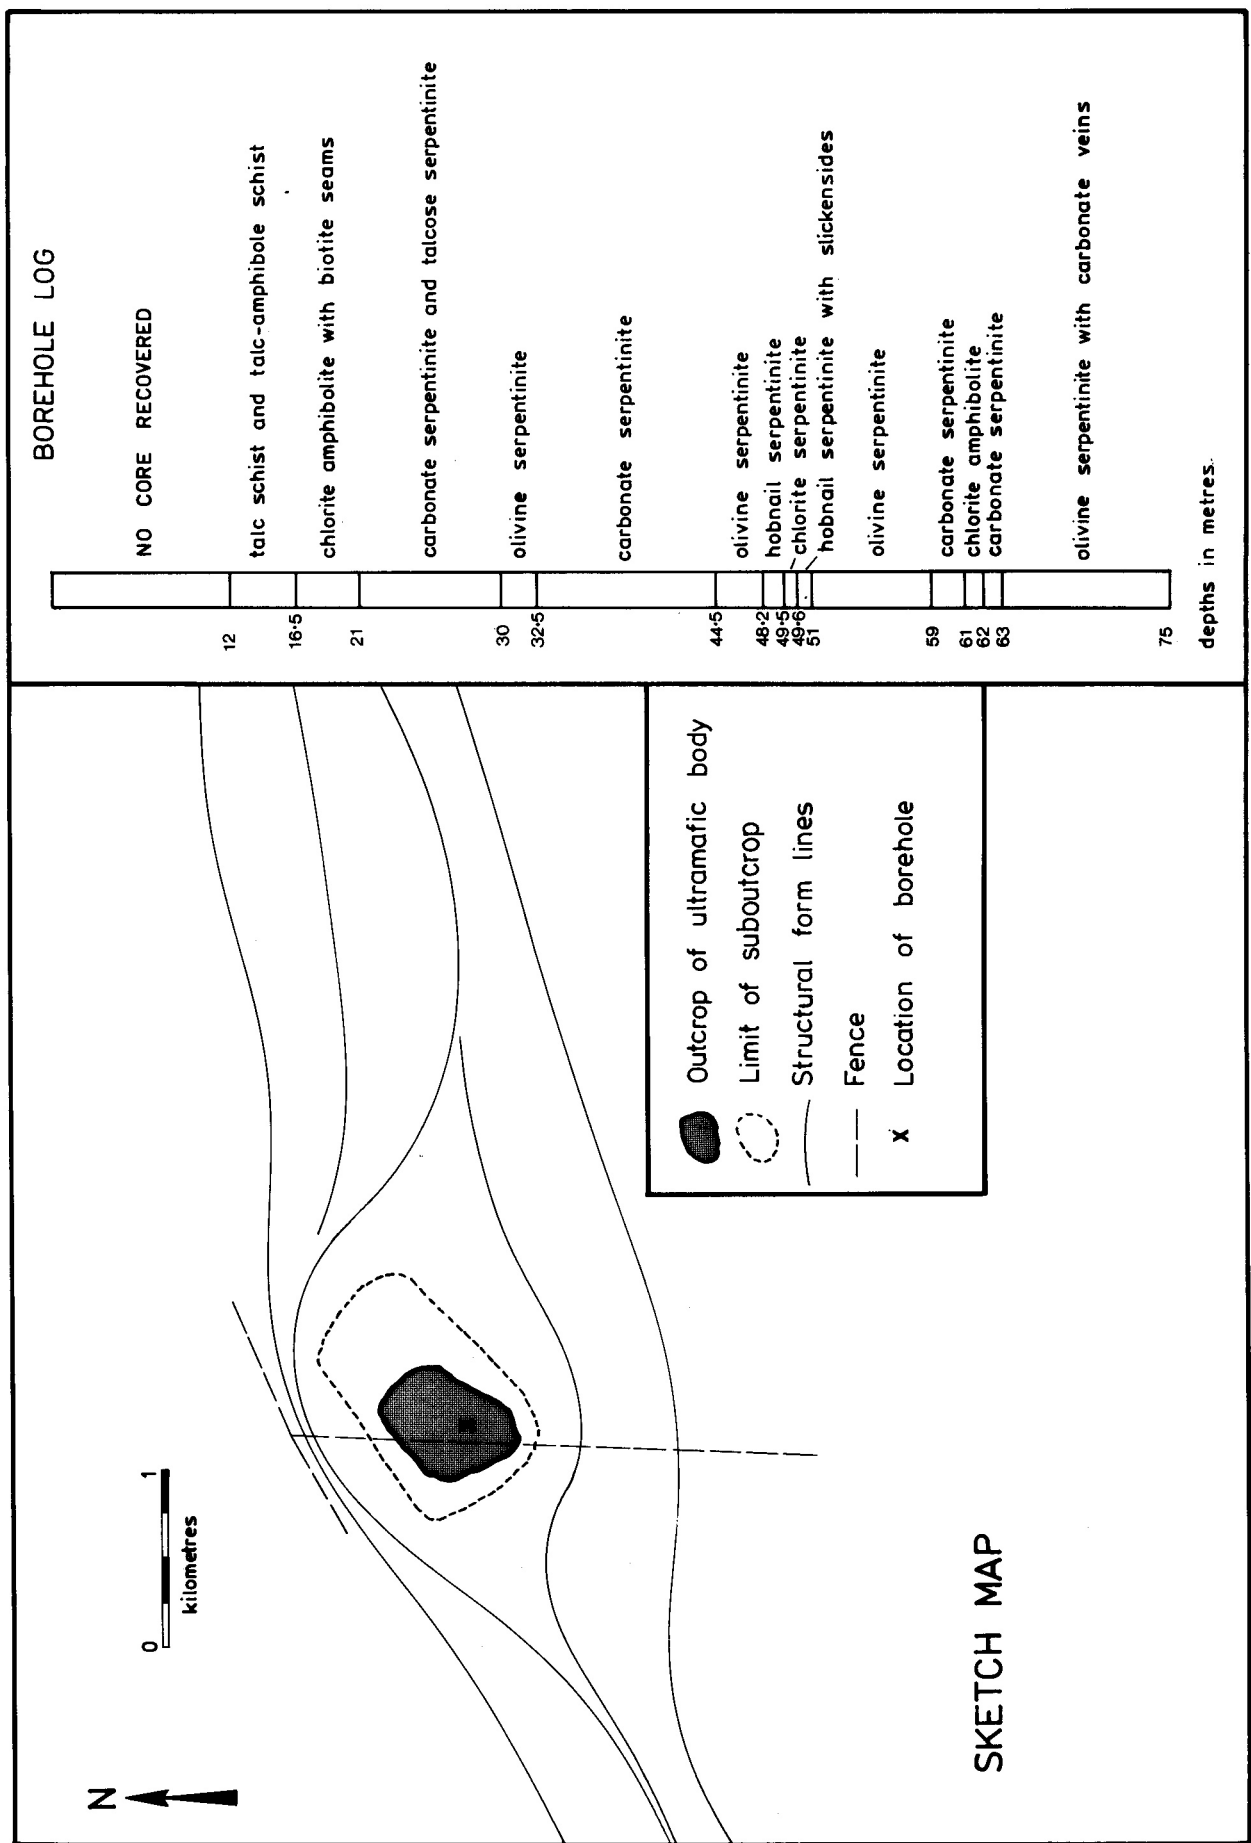 N
0 1
kilometres
SKETCH MAP
Outcrop of ultramafic body
Limit of suboutcrop
Structural form lines
Fence
x Location of borehole
BOREHOLE LOG
NO CORE RECOVERED
12
talc schist and talc-amphibole schist
16·5
chlorite amphibolite with biotite seams
21
carbonate serpentinite and talcose serpentinite
30
olivine serpentinite
32·5
carbonate serpentinite
44·5
olivine serpentinite
48·2
hobnail serpentinite
49·5
chlorite serpentinite
49·6
hobnail serpentinite with slickensides
51
olivine serpentinite
59
carbonate serpentinite
61
chlorite amphibolite
62
carbonate serpentinite
63
olivine serpentinite with carbonate veins
75
depths in metres.